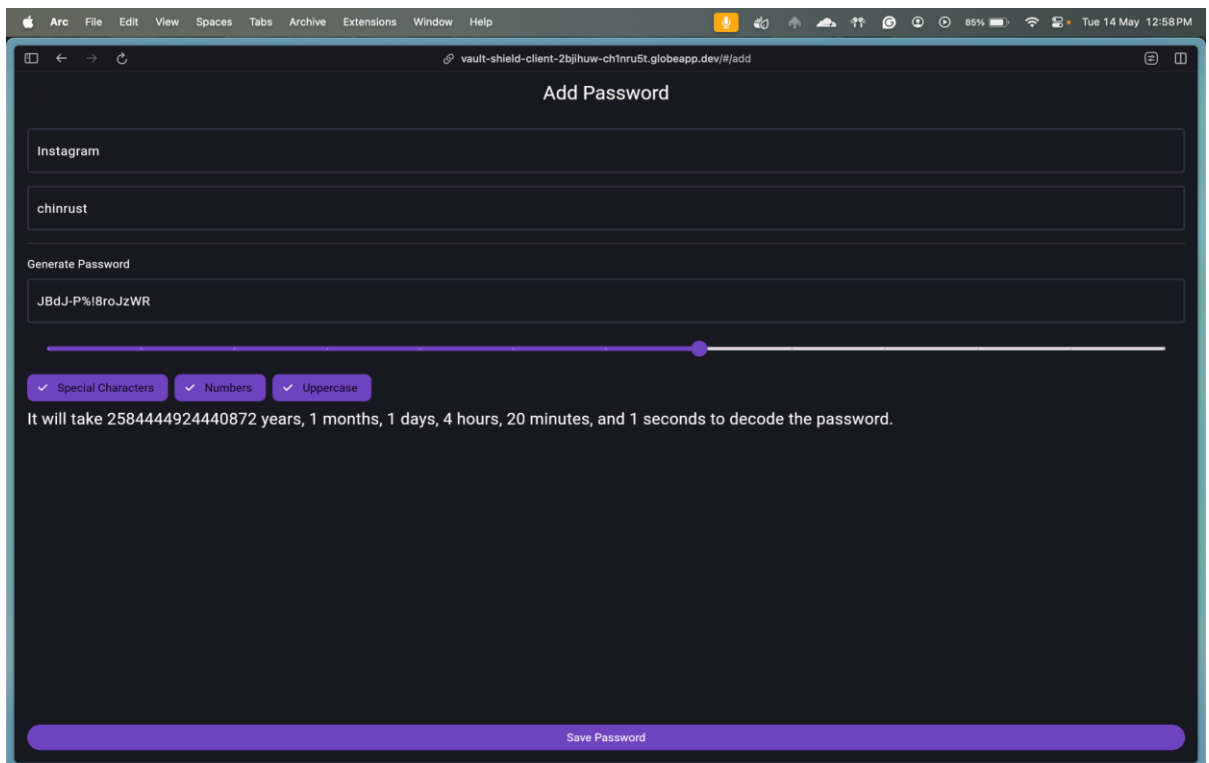 Arc File Edit View Spaces Tabs Archive Extensions Window Help 85% Tue 14 May 12:58 PM
vault-shield-client-2bjihuw-ch1nru5t.globeapp.dev/#/add
Add Password
Instagram
chinrust
Generate Password
JBdJ-P%!8roJzWR
Special Characters Numbers Uppercase
It will take 2584444924440872 years, 1 months, 1 days, 4 hours, 20 minutes, and 1 seconds to decode the password.
Save Password